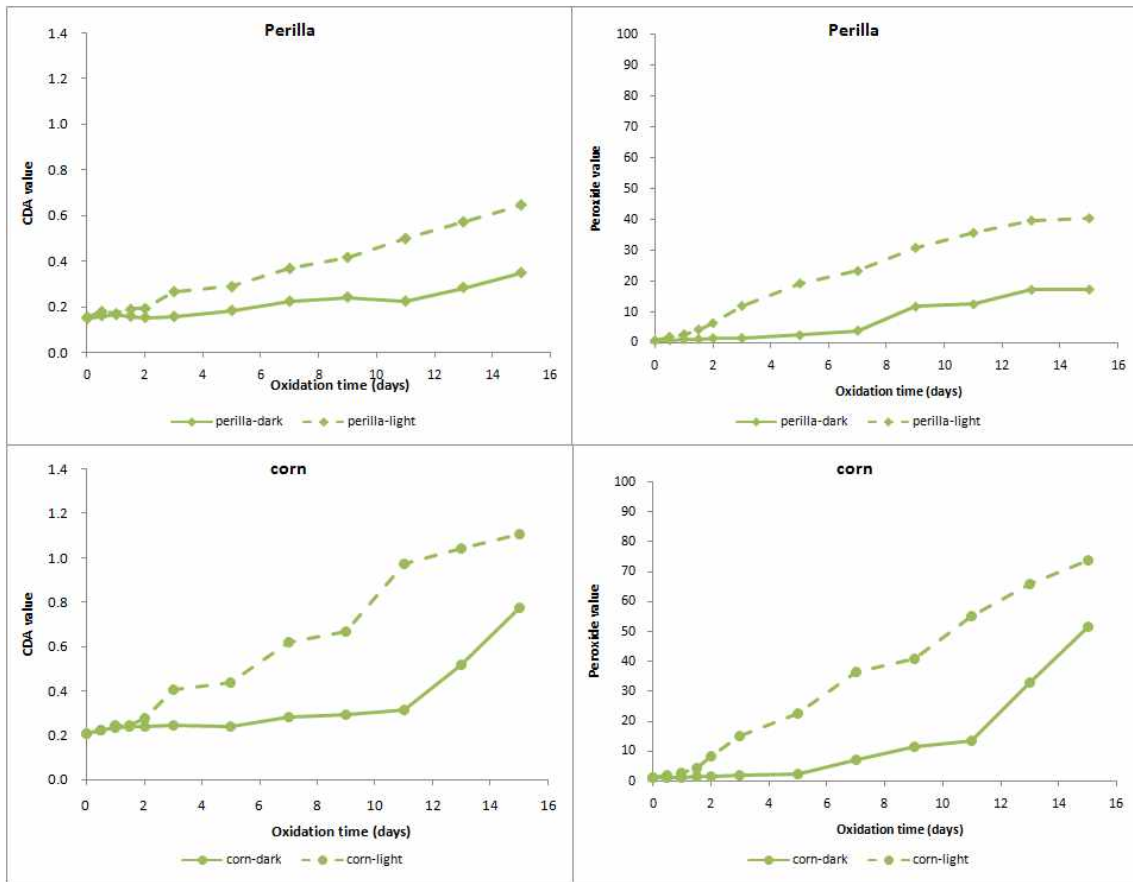 Perilla
1.4
1.2
1.0
0.8
0.6
0.4
0.2
0.0
CDA value
0 2 4 6 8 10 12 14 16
Oxidation time (days)
perilla-dark perilla-light
Perilla
100
90
80
70
60
50
40
30
20
10
0
Peroxide value
0 2 4 6 8 10 12 14 16
Oxidation time (days)
perilla-dark perilla-light
corn
1.4
1.2
1.0
0.8
0.6
0.4
0.2
0.0
CDA value
0 2 4 6 8 10 12 14 16
Oxidation time (days)
corn-dark corn-light
corn
100
90
80
70
60
50
40
30
20
10
0
Peroxide value
0 2 4 6 8 10 12 14 16
Oxidation time (days)
corn-dark corn-light